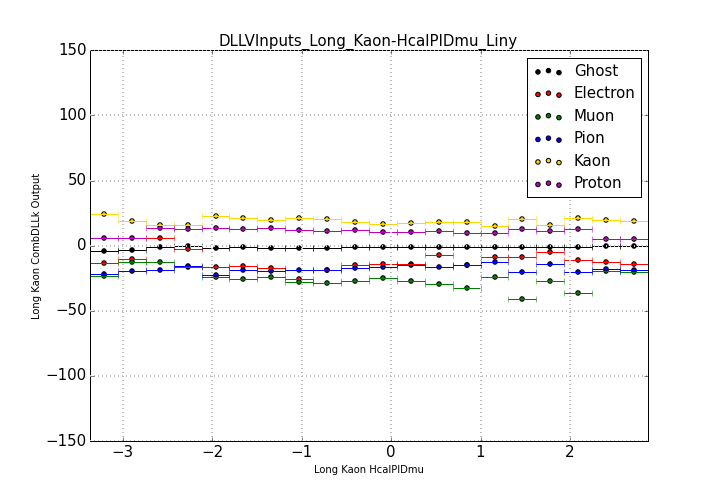 DLLVInputs_Long_Kaon-HcalPIDmu_Liny
150
100
50
0
−50
−100
−150
−3
−2
−1
0
1
2
Long Kaon CombDLLk Output
Long Kaon HcalPIDmu
Ghost
Electron
Muon
Pion
Kaon
Proton